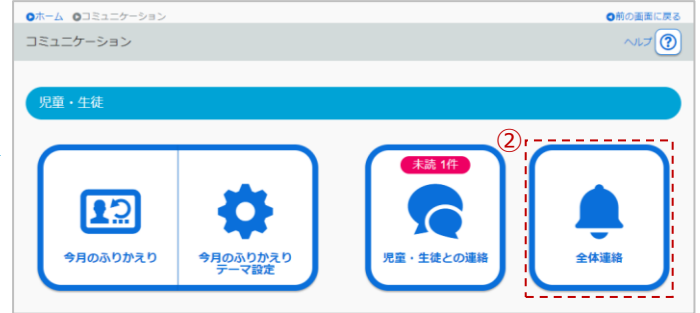 ホーム コミュニケーション
前の画面に戻る
コミュニケーション
ヘルプ ?
児童・生徒
②
未読 1件
今月のふりかえり
今月のふりかえり
テーマ設定
児童・生徒との連絡
全体連絡